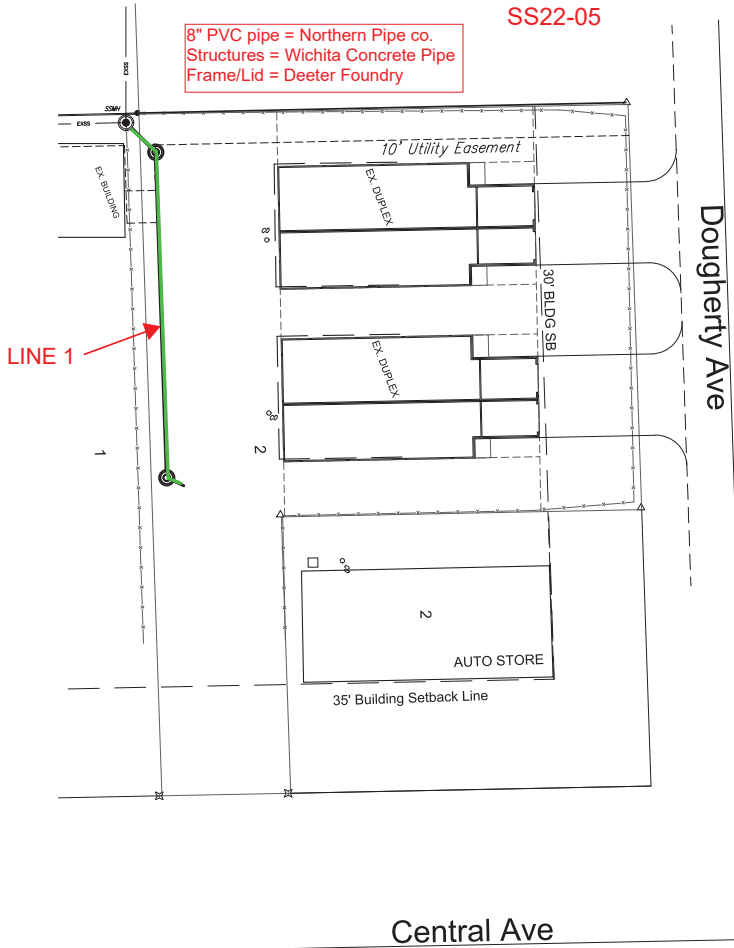 SS22-05
8" PVC pipe = Northern Pipe co.
Structures = Wichita Concrete Pipe
Frame/Lid = Deeter Foundry
EXSS
SSMH
EXSS
10' Utility Easement
EX. BUILDING
EX. DUPLEX
Dougherty Ave
30' BLDG SB
LINE 1
EX. DUPLEX
1
2
2
AUTO STORE
35' Building Setback Line
Central Ave